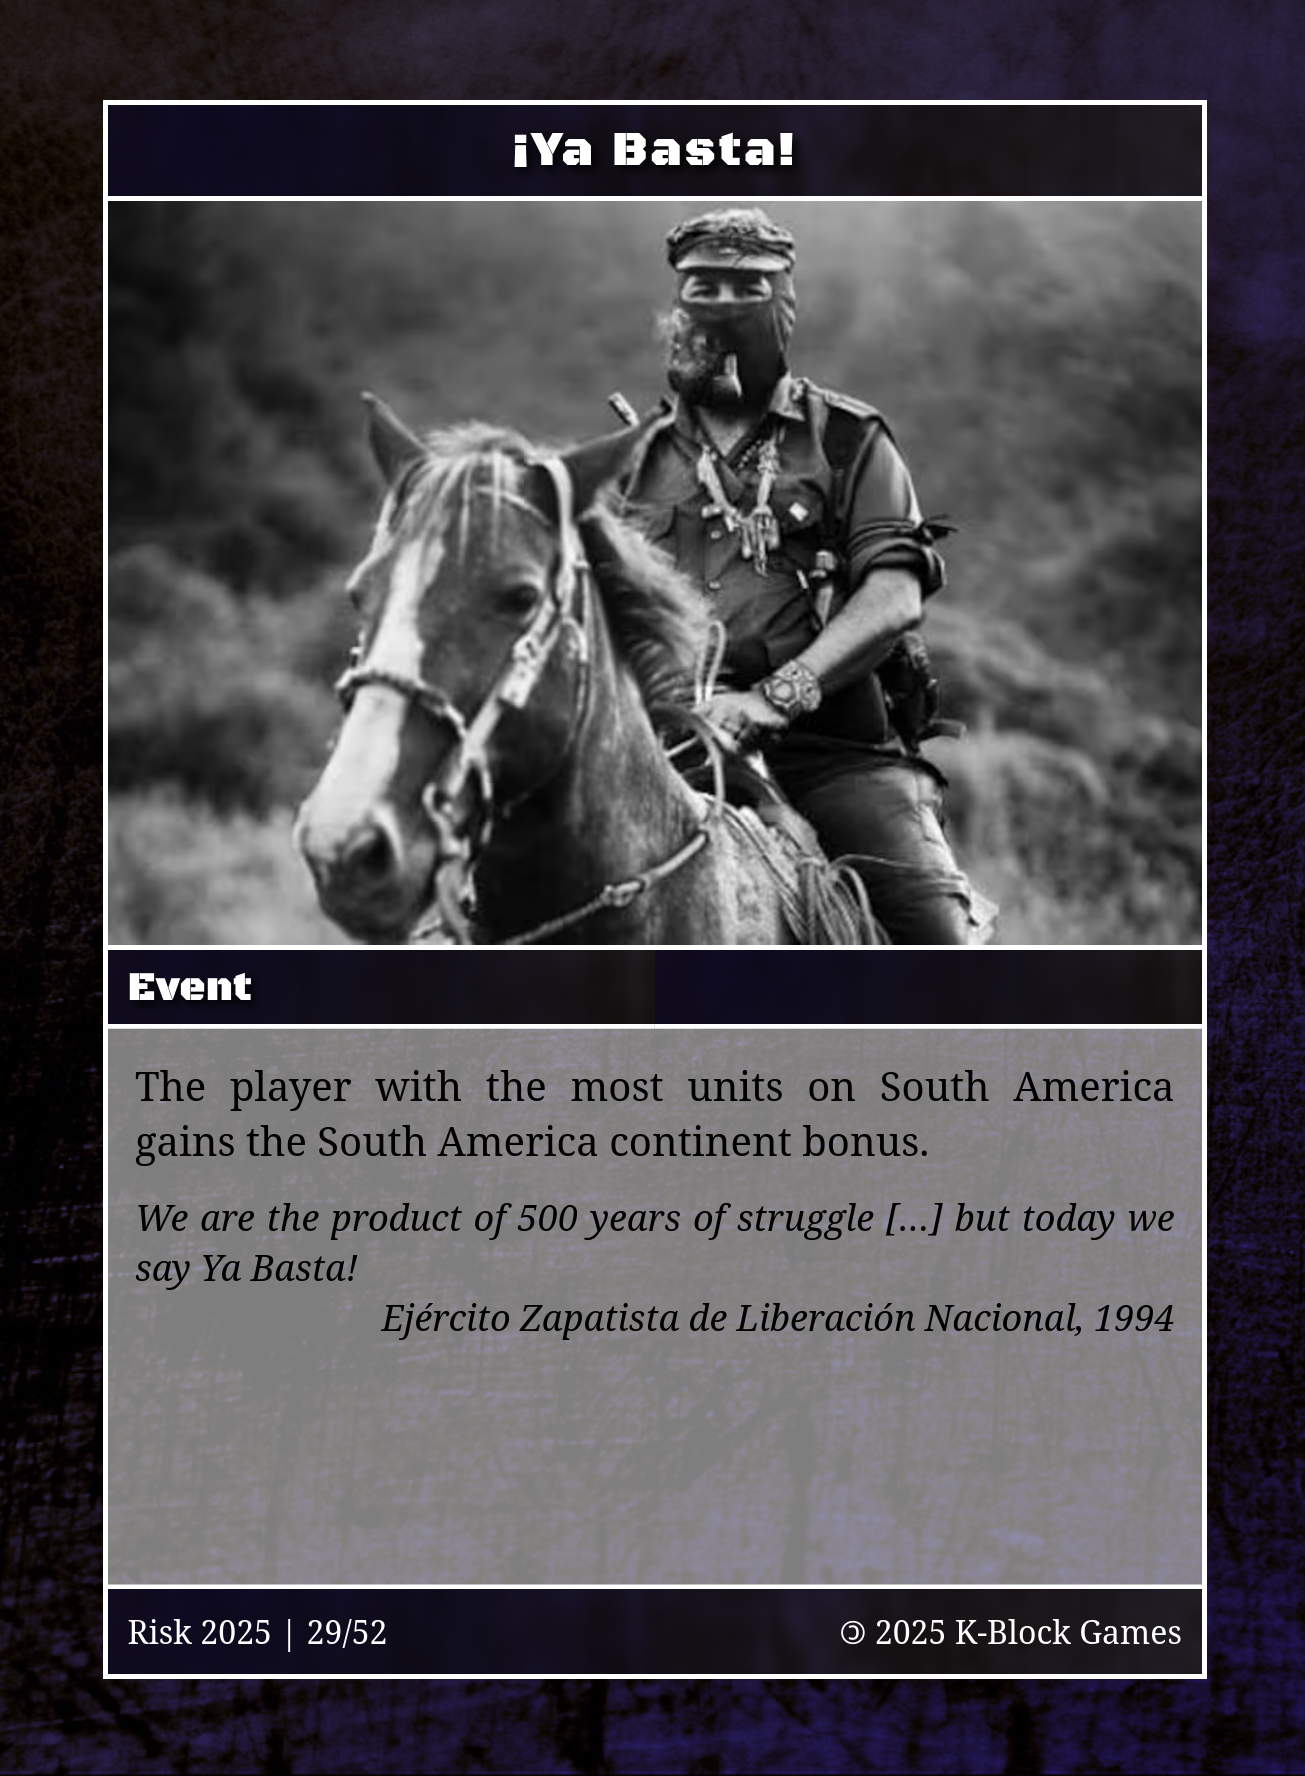 ¡Ya Basta!
Event
The player with the most units on South America
gains the South America continent bonus.
We are the product of 500 years of struggle [...] but today we
say Ya Basta!
Ejército Zapatista de Liberación Nacional, 1994
Risk 2025 | 29/52
🄯 2025 K-Block Games